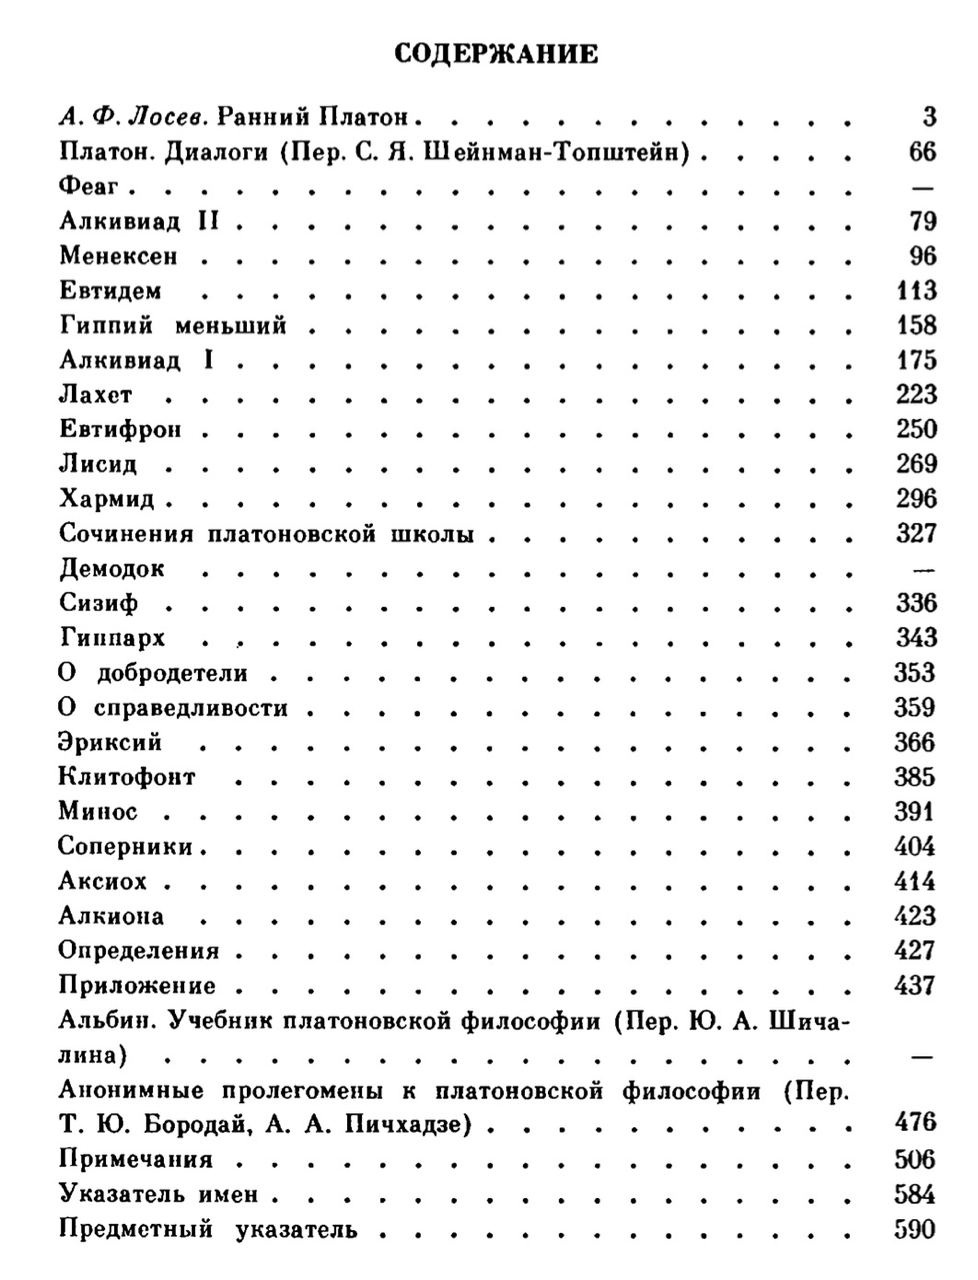 СОДЕРЖАНИЕ
А. Ф. Лосев. Ранний Платон . . . . . . . . . . . . . 3
Платон. Диалоги (Пер. С. Я. Шейнман-Топштейн) . . . . . 66
Феаг . . . . . . . . . . . . . . . . . . . . . —
Алкивиад II . . . . . . . . . . . . . . . . . . 79
Менексен . . . . . . . . . . . . . . . . . . . 96
Евтидем . . . . . . . . . . . . . . . . . . . 113
Гиппий меньший . . . . . . . . . . . . . . . . 158
Алкивиад I . . . . . . . . . . . . . . . . . . 175
Лахет . . . . . . . . . . . . . . . . . . . . 223
Евтифрон . . . . . . . . . . . . . . . . . . . 250
Лисид . . . . . . . . . . . . . . . . . . . . 269
Хармид . . . . . . . . . . . . . . . . . . . . 296
Сочинения платоновской школы . . . . . . . . . . . 327
Демодок . . . . . . . . . . . . . . . . . . . —
Сизиф . . . . . . . . . . . . . . . . . . . . 336
Гиппарх . . . . . . . . . . . . . . . . . . . 343
О добродетели . . . . . . . . . . . . . . . . . 353
О справедливости . . . . . . . . . . . . . . . . 359
Эриксий . . . . . . . . . . . . . . . . . . . 366
Клитофонт . . . . . . . . . . . . . . . . . . 385
Минос . . . . . . . . . . . . . . . . . . . . 391
Соперники . . . . . . . . . . . . . . . . . . . 404
Аксиох . . . . . . . . . . . . . . . . . . . . 414
Алкиона . . . . . . . . . . . . . . . . . . . 423
Определения . . . . . . . . . . . . . . . . . . 427
Приложение . . . . . . . . . . . . . . . . . . 437
Альбин. Учебник платоновской философии (Пер. Ю. А. Шича-
лина) . . . . . . . . . . . . . . . . . . . . —
Анонимные пролегомены к платоновской философии (Пер.
Т. Ю. Бородай, А. А. Пичхадзе) . . . . . . . . . . . 476
Примечания . . . . . . . . . . . . . . . . . . 506
Указатель имен . . . . . . . . . . . . . . . . . 584
Предметный указатель . . . . . . . . . . . . . . 590